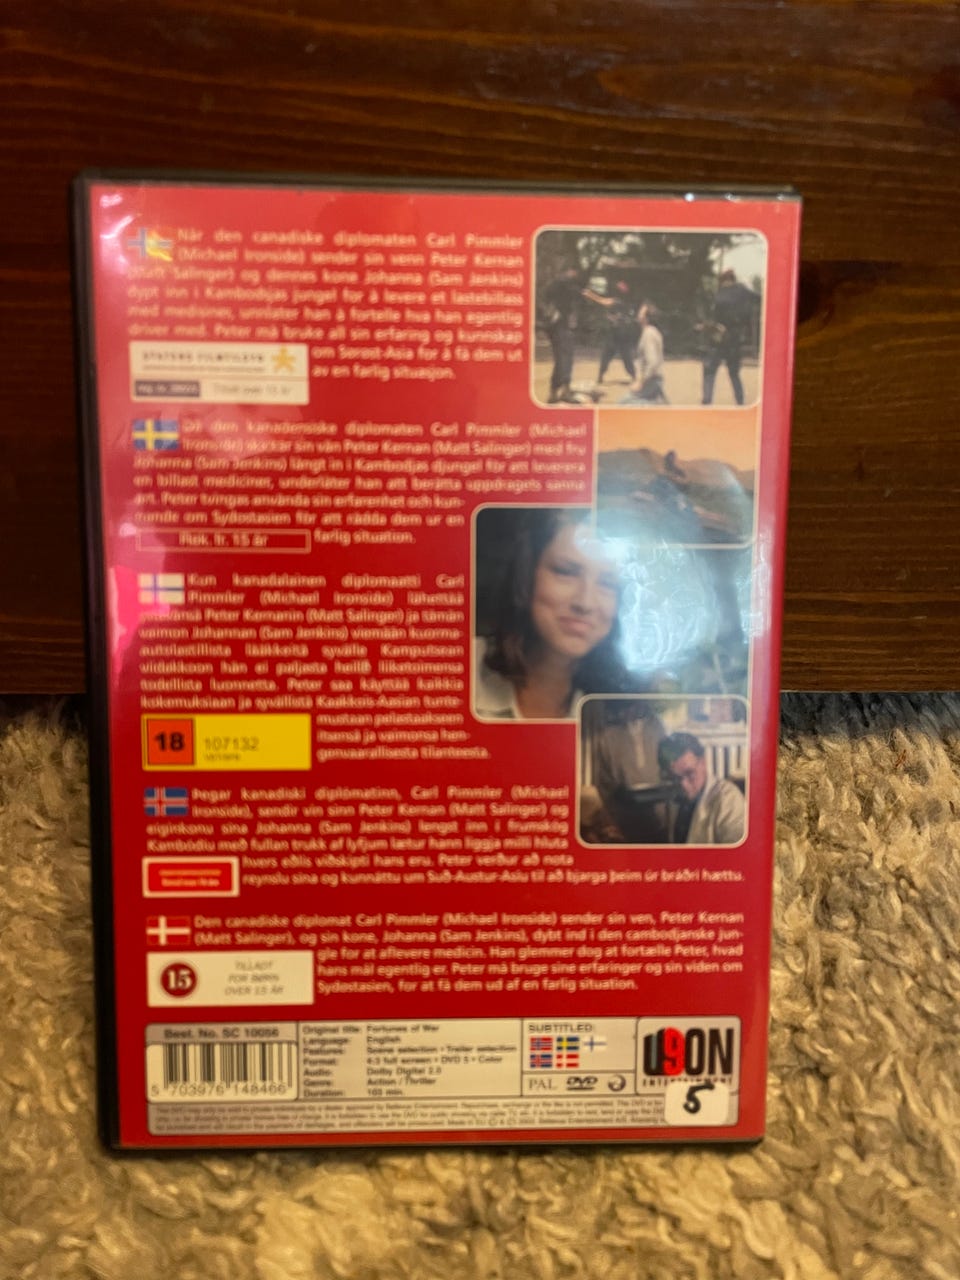 Når den canadiske diplomaten Carl Pimmler
(Michael Ironside) sender sin venn Peter Kernan
(Matt Salinger) og dennes kone Johanna (Sam Jenkins)
dypt inn i Kambodsjas jungel for å levere et lastebillass
med medisiner, unnlater han å fortelle hva han egentlig
driver med. Peter må bruke all sin erfaring og kunnskap
om Sørøst-Asia for å få dem ut
av en farlig situasjon.
STATENS FILMTILSYN
Då den kanadensiske diplomaten Carl Pimmler (Michael
Ironside) skickar sin vän Peter Kernan (Matt Salinger) med fru
Johanna (Sam Jenkins) långt in i Kambodjas djungel för att leverera
en billast mediciner, underlåter han att berätta uppdragets sanna
art. Peter tvingas använda sin erfarenhet och kun-
nande om Sydostasien för att rädda dem ur en
farlig situation.
Rek. fr. 15 år
Kun kanadalainen diplomaatti Carl
Pimmler (Michael Ironside) lähettää
ystävänsä Peter Kernanin (Matt Salinger) ja tämän
vaimon Johannan (Sam Jenkins) viemään kuorma-
autolastillista lääkkeitä syvälle Kamputsean
viidakkoon hän ei paljasta heille liiketoimensa
todellista luonnetta. Peter saa käyttää kaikkia
kokemuksiaan ja syvällistä Kaakkois-Aasian tunte-
mustaan pelastaakseen
itsensä ja vaimonsa hen-
genvaarallisesta tilanteesta.
18
107132
Þegar kanadíski diplómatinn, Carl Pimmler (Michael
Ironside), sendir vin sinn Peter Kernan (Matt Salinger) og
eiginkonu sína Johanna (Sam Jenkins) lengst inn í frumskóg
Kambódíu með fullan trukk af lyfjum lætur hann liggja milli hluta
hvers eðlis viðskipti hans eru. Peter verður að nota
reynslu sína og kunnáttu um Suð-Austur-Asíu til að bjarga þeim úr bráðri hættu.
Den canadiske diplomat Carl Pimmler (Michael Ironside) sender sin ven, Peter Kernan
(Matt Salinger), og sin kone, Johanna (Sam Jenkins), dybt ind i den cambodjanske jun-
gle for at aflevere medicin. Han glemmer dog at fortælle Peter, hvad
hans mål egentlig er. Peter må bruge sine erfaringer og sin viden om
Sydostasien, for at få dem ud af en farlig situation.
15
TILLADT
FOR BØRN
OVER 15 ÅR
Best. No. SC 10056
5 703976 148466
Original title: Fortunes of War
Language: English
Features: Scene selection • Trailer selection
Format: 4:3 full screen • DVD 5 • Color
Audio: Dolby Digital 2.0
Genre: Action / Thriller
Duration: 103 min.
SUBTITLED:
PAL DVD
ENTERTAINMENT
5